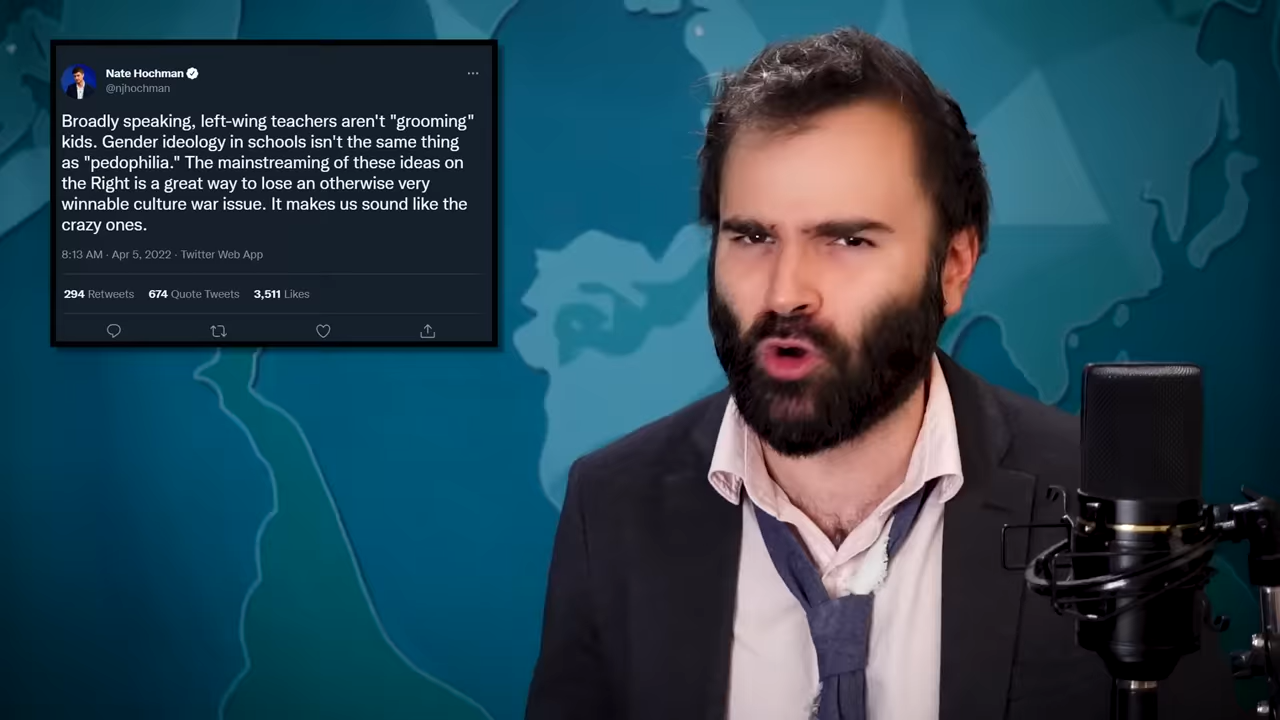 Nate Hochman
@njhochman
Broadly speaking, left-wing teachers aren't "grooming"
kids. Gender ideology in schools isn't the same thing
as "pedophilia." The mainstreaming of these ideas on
the Right is a great way to lose an otherwise very
winnable culture war issue. It makes us sound like the
crazy ones.
8:13 AM · Apr 5, 2022 · Twitter Web App
294 Retweets 674 Quote Tweets 3,511 Likes